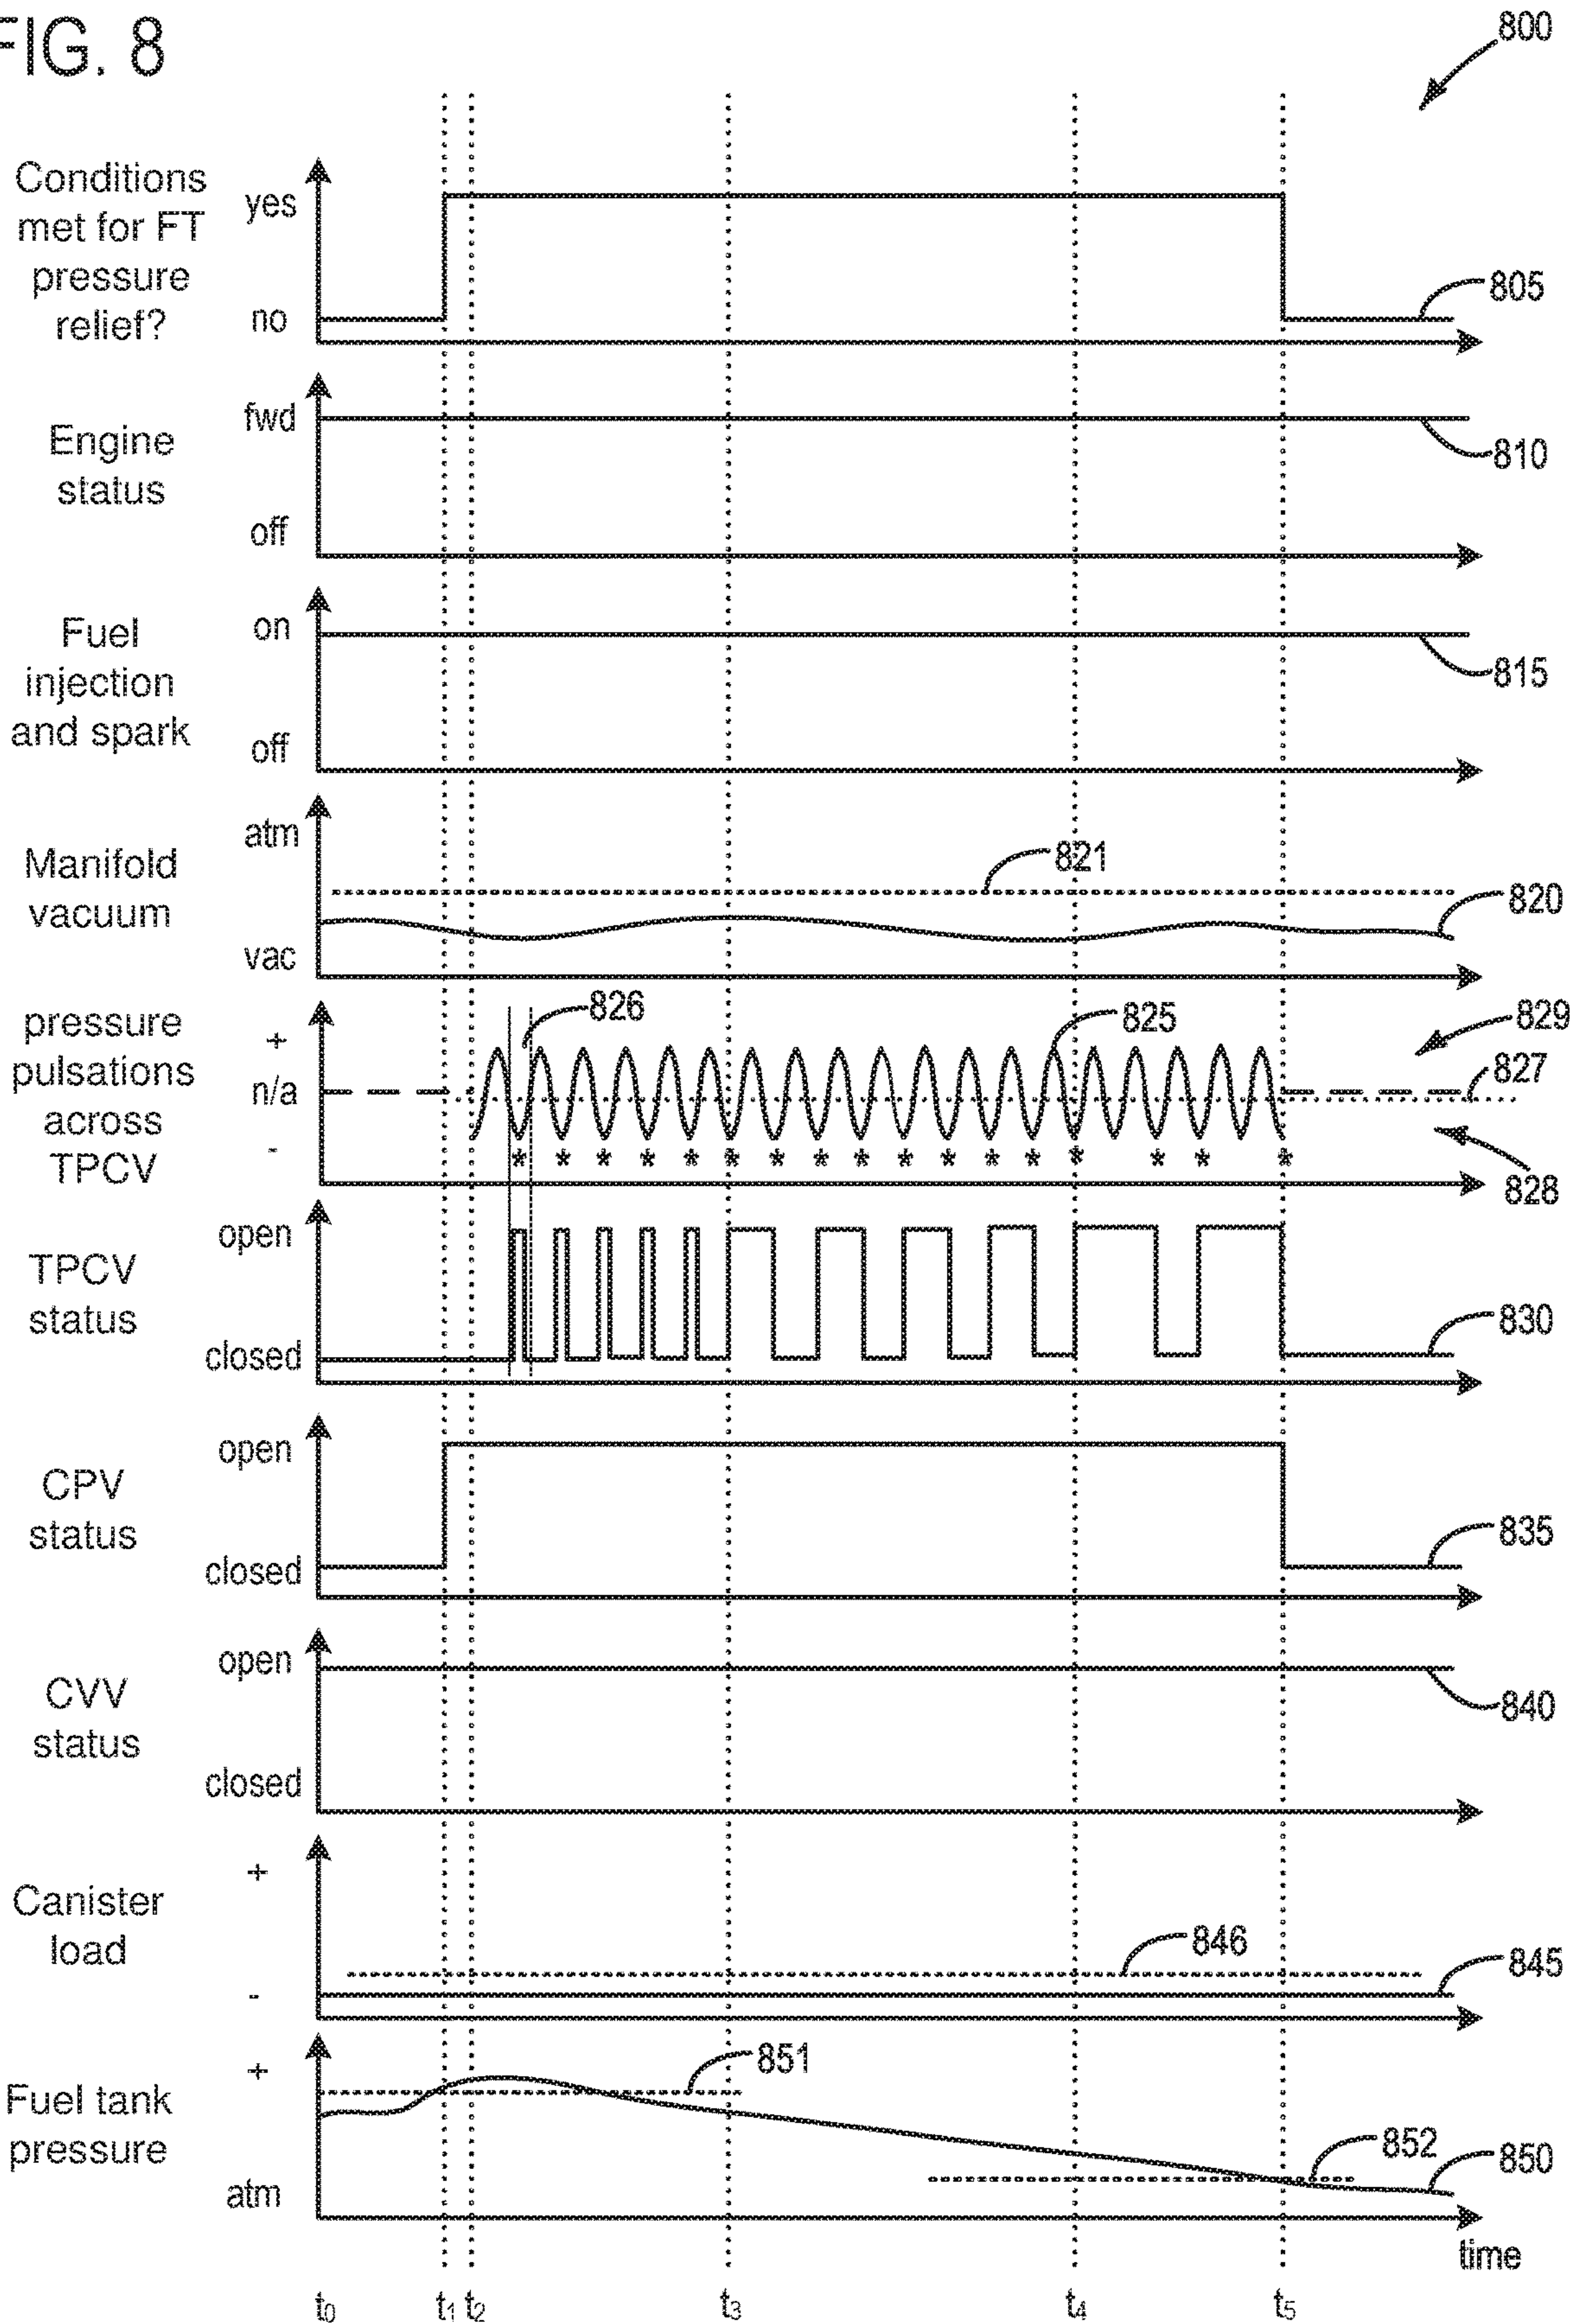 FIG. 8
800
Conditions
met for FT
pressure
relief?
yes
no
805
Engine
status
fwd
off
810
Fuel
injection
and spark
on
off
815
Manifold
vacuum
atm
vac
821
820
pressure
pulsations
across
TPCV
+
n/a
-
826
825
829
827
828
* * * * * * * * * * * * * * * * *
TPCV
status
open
closed
830
CPV
status
open
closed
835
CVV
status
open
closed
840
Canister
load
+
-
846
845
Fuel tank
pressure
+
atm
851
852
850
time
t0 t1 t2 t3 t4 t5